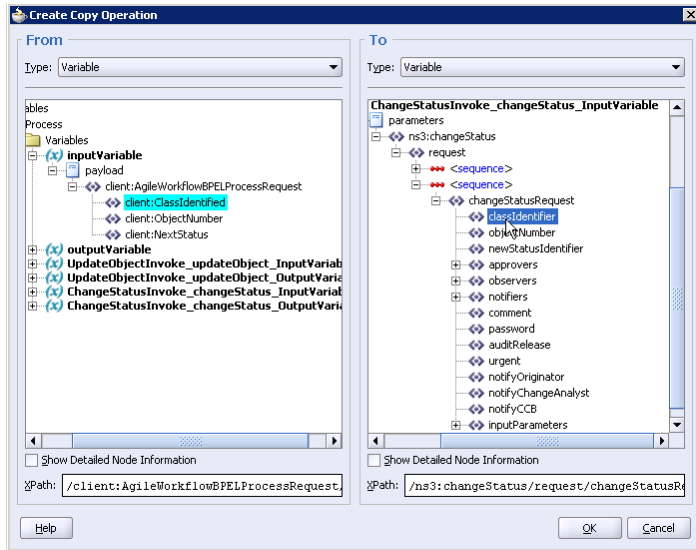 Create Copy Operation
From
Type: Variable
ables
Process
Variables
(x) inputVariable
payload
client:AgileWorkflowBPELProcessRequest
client:ClassIdentified
client:ObjectNumber
client:NextStatus
(x) outputVariable
(x) UpdateObjectInvoke_updateObject_InputVariab
(x) UpdateObjectInvoke_updateObject_OutputVaria
(x) ChangeStatusInvoke_changeStatus_InputVariab
(x) ChangeStatusInvoke_changeStatus_OutputVaria
Show Detailed Node Information
XPath: /client:AgileWorkflowBPELProcessRequest,
To
Type: Variable
ChangeStatusInvoke_changeStatus_InputVariable
parameters
ns3:changeStatus
request
<sequence>
<sequence>
changeStatusRequest
classIdentifier
objectNumber
newStatusIdentifier
approvers
observers
notifiers
comment
password
auditRelease
urgent
notifyOriginator
notifyChangeAnalyst
notifyCCB
inputParameters
Show Detailed Node Information
XPath: /ns3:changeStatus/request/changeStatusRe
Help
OK
Cancel